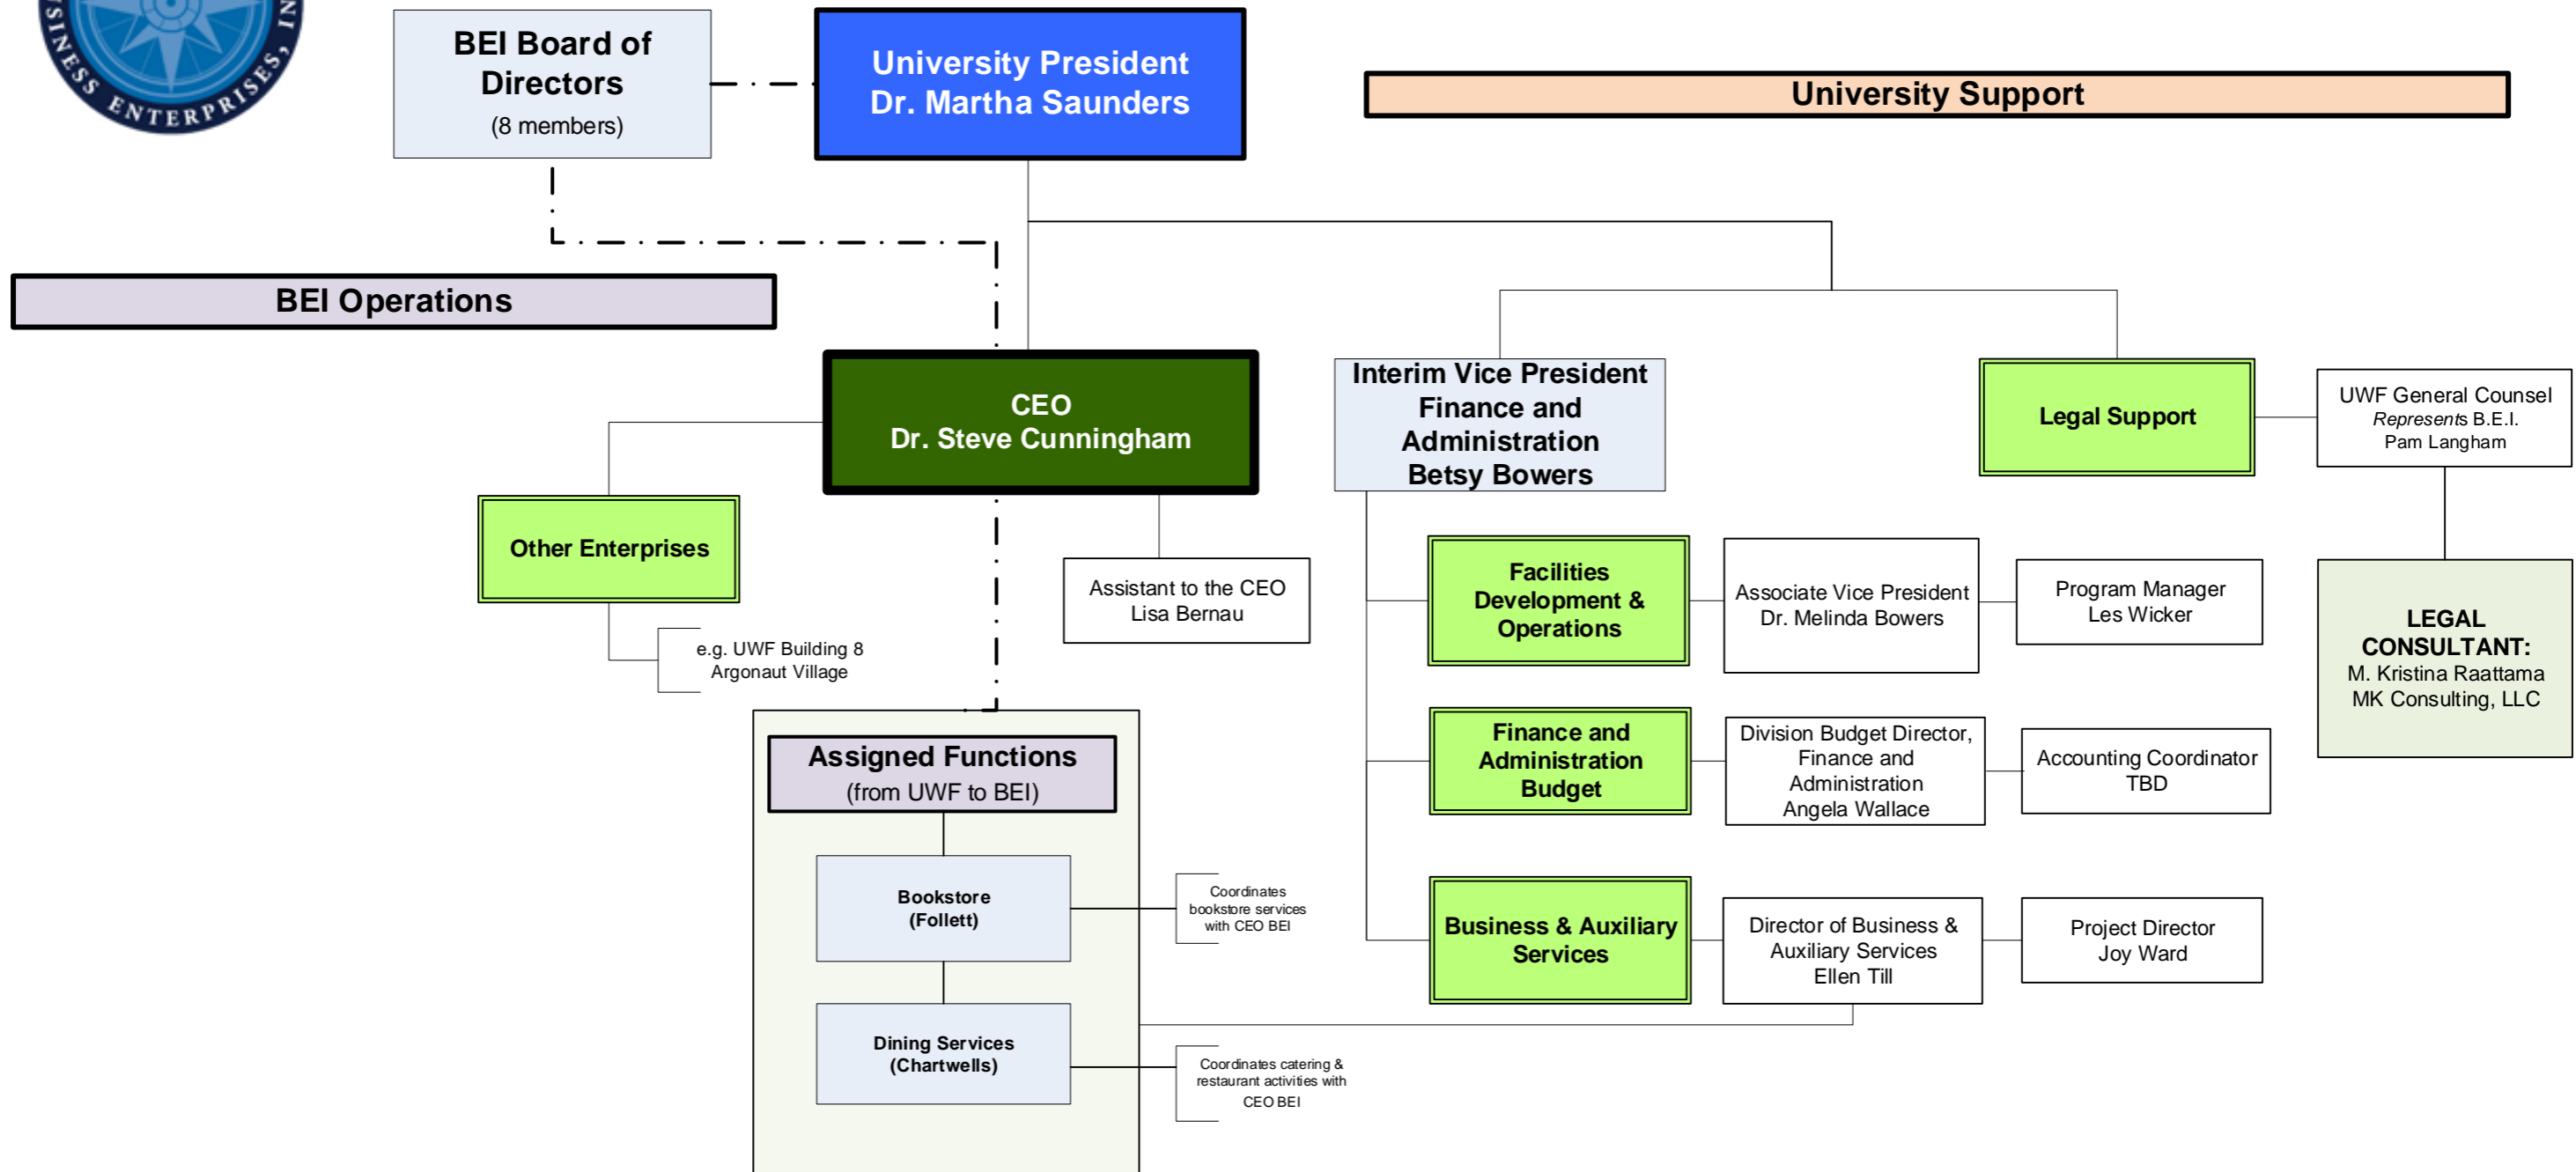 BUSINESS ENTERPRISES, IN
BEI Board of
Directors
(8 members)
University President
Dr. Martha Saunders
University Support
BEI Operations
CEO
Dr. Steve Cunningham
Interim Vice President
Finance and
Administration
Betsy Bowers
Legal Support
UWF General Counsel
Represents B.E.I.
Pam Langham
Other Enterprises
e.g. UWF Building 8
Argonaut Village
Assistant to the CEO
Lisa Bernau
Facilities
Development &
Operations
Associate Vice President
Dr. Melinda Bowers
Program Manager
Les Wicker
LEGAL
CONSULTANT:
M. Kristina Raattama
MK Consulting, LLC
Assigned Functions
(from UWF to BEI)
Finance and
Administration
Budget
Division Budget Director,
Finance and
Administration
Angela Wallace
Accounting Coordinator
TBD
Bookstore
(Follett)
Coordinates
bookstore services
with CEO BEI
Business & Auxiliary
Services
Director of Business &
Auxiliary Services
Ellen Till
Project Director
Joy Ward
Dining Services
(Chartwells)
Coordinates catering &
restaurant activities with
CEO BEI